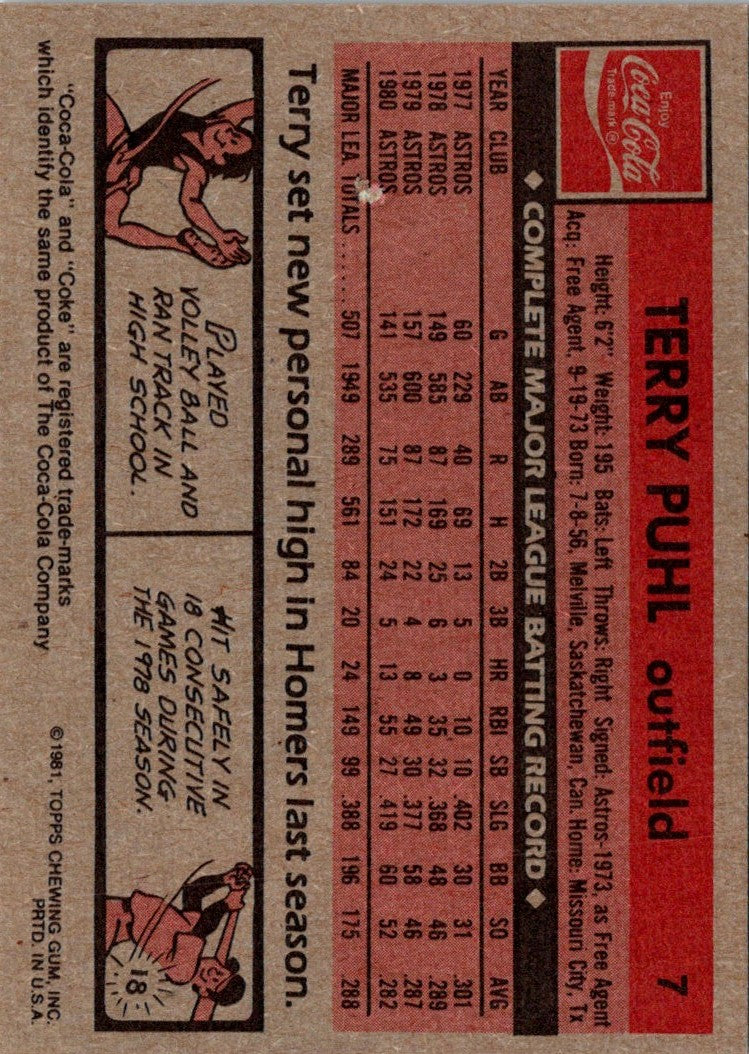 Enjoy
Coca-Cola
Trade-mark ®
TERRY PUHL outfield 7
Height: 6'2" Weight: 195 Bats: Left Throws: Right Signed: Astros-1973, as Free Agent
Acq: Free Agent, 9-19-73 Born: 7-8-56, Melville, Saskatchewan, Can. Home: Missouri City, Tx
◆ COMPLETE MAJOR LEAGUE BATTING RECORD ◆
YEAR CLUB G AB R H 2B 3B HR RBI SB SLG BB SO AVG
1977 ASTROS 60 229 40 69 13 5 0 10 10 .402 30 31 .301
1978 ASTROS 149 585 87 169 25 6 3 35 32 .368 48 46 .289
1979 ASTROS 157 600 87 172 22 4 8 49 30 .377 58 46 .287
1980 ASTROS 141 535 75 151 24 5 13 55 27 .419 60 52 .282
MAJOR LEA. TOTALS...... 507 1949 289 561 84 20 24 149 99 .388 196 175 .288
Terry set new personal high in Homers last season.
PLAYED
VOLLEY BALL AND
RAN TRACK IN
HIGH SCHOOL.
HIT SAFELY IN
18 CONSECUTIVE
GAMES DURING
THE 1978 SEASON.
18
"Coca-Cola" and "Coke" are registered trade-marks
which identify the same product of The Coca-Cola Company
©1981, TOPPS CHEWING GUM, INC.
PRTD. IN U.S.A.